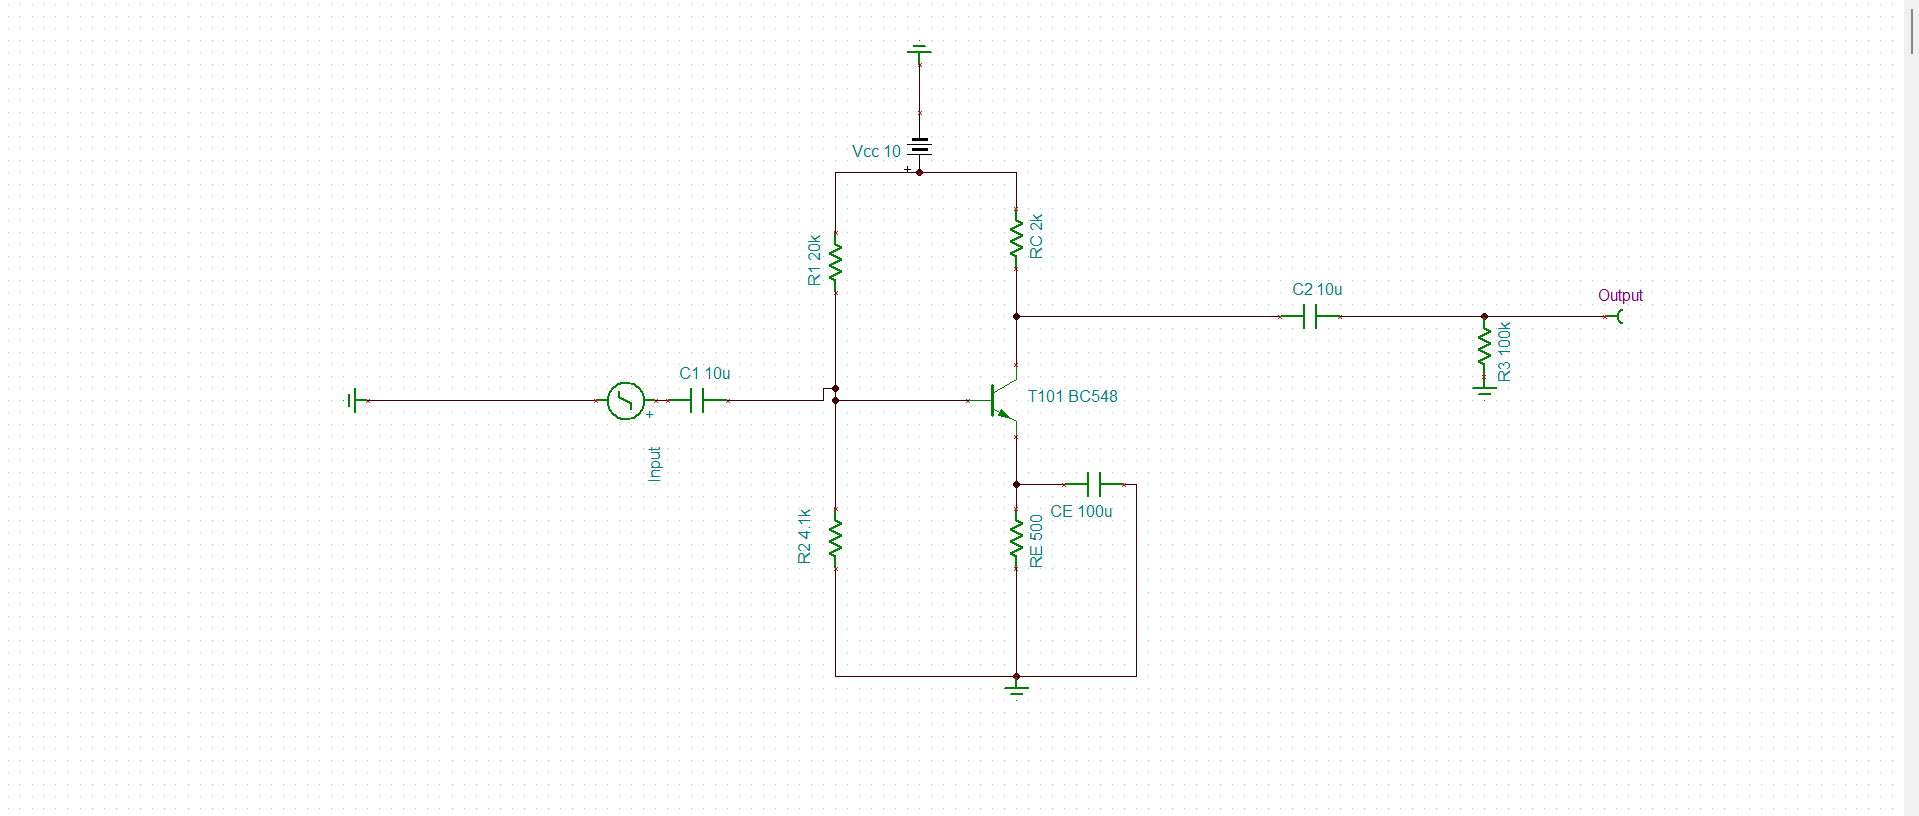 Vcc 10
+
R1 20k
RC 2k
C2 10u
Output
R3 100k
C1 10u
+
Input
T101 BC548
R2 4.1k
CE 100u
RE 500